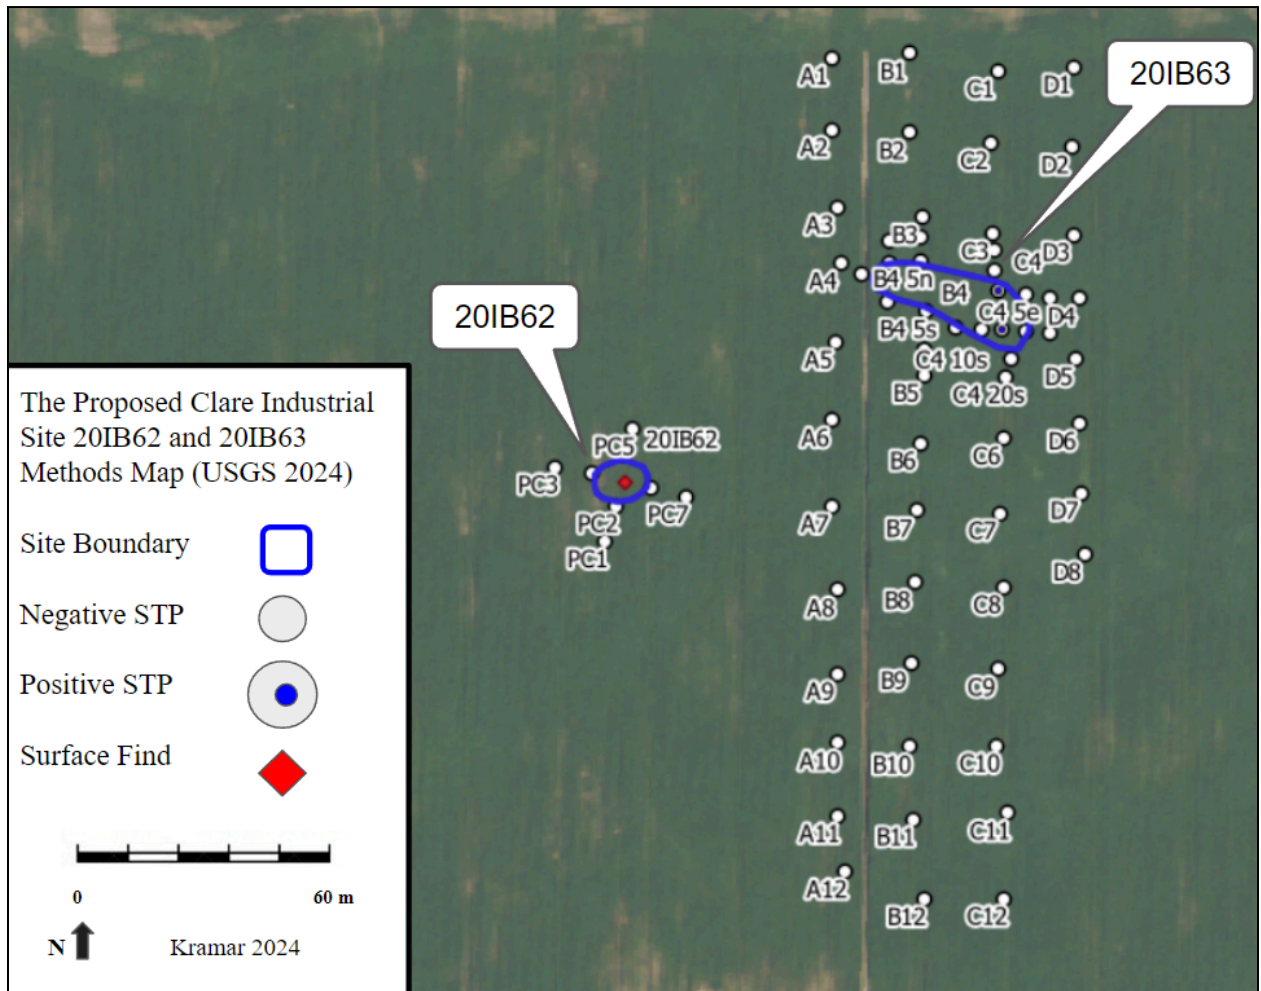 20IB63
A1
B1
C1
D1
A2
B2
C2
D2
A3
B3
C3
C4
D3
A4
B4 5n
B4
C4 5e
D4
B4 5s
20IB62
A5
C4 10s
B5
C4 20s
D5
A6
B6
C6
D6
PC5
20IB62
PC3
PC2
PC7
PC1
A7
B7
C7
D7
D8
A8
B8
C8
A9
B9
C9
A10
B10
C10
A11
B11
C11
A12
B12
C12
The Proposed Clare Industrial
Site 20IB62 and 20IB63
Methods Map (USGS 2024)
Site Boundary
Negative STP
Positive STP
Surface Find
0
60 m
N
Kramar 2024